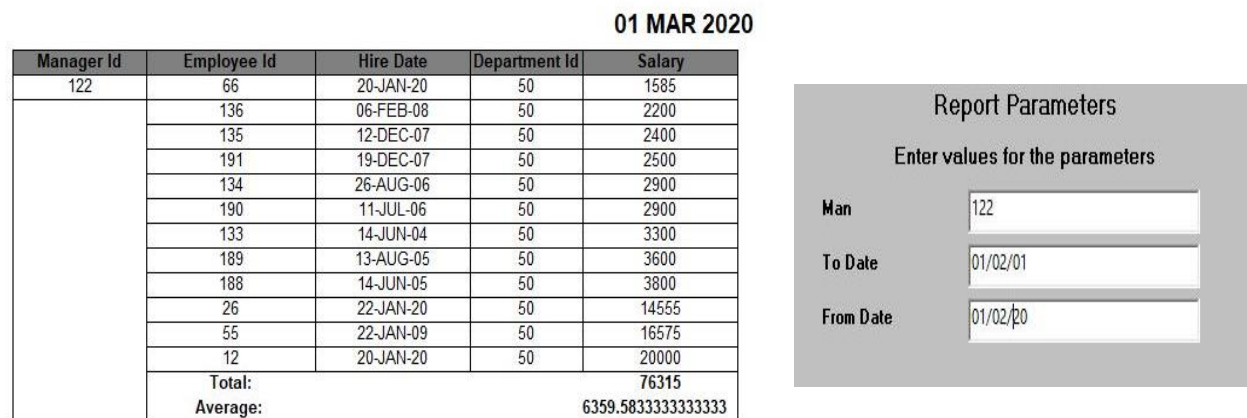 01 MAR 2020
Manager Id Employee Id Hire Date Department Id Salary
122 66 20-JAN-20 50 1585
136 06-FEB-08 50 2200
135 12-DEC-07 50 2400
191 19-DEC-07 50 2500
134 26-AUG-06 50 2900
190 11-JUL-06 50 2900
133 14-JUN-04 50 3300
189 13-AUG-05 50 3600
188 14-JUN-05 50 3800
26 22-JAN-20 50 14555
55 22-JAN-09 50 16575
12 20-JAN-20 50 20000
Total: 76315
Average: 6359.5833333333333
Report Parameters
Enter values for the parameters
Man 122
To Date 01/02/01
From Date 01/02/20